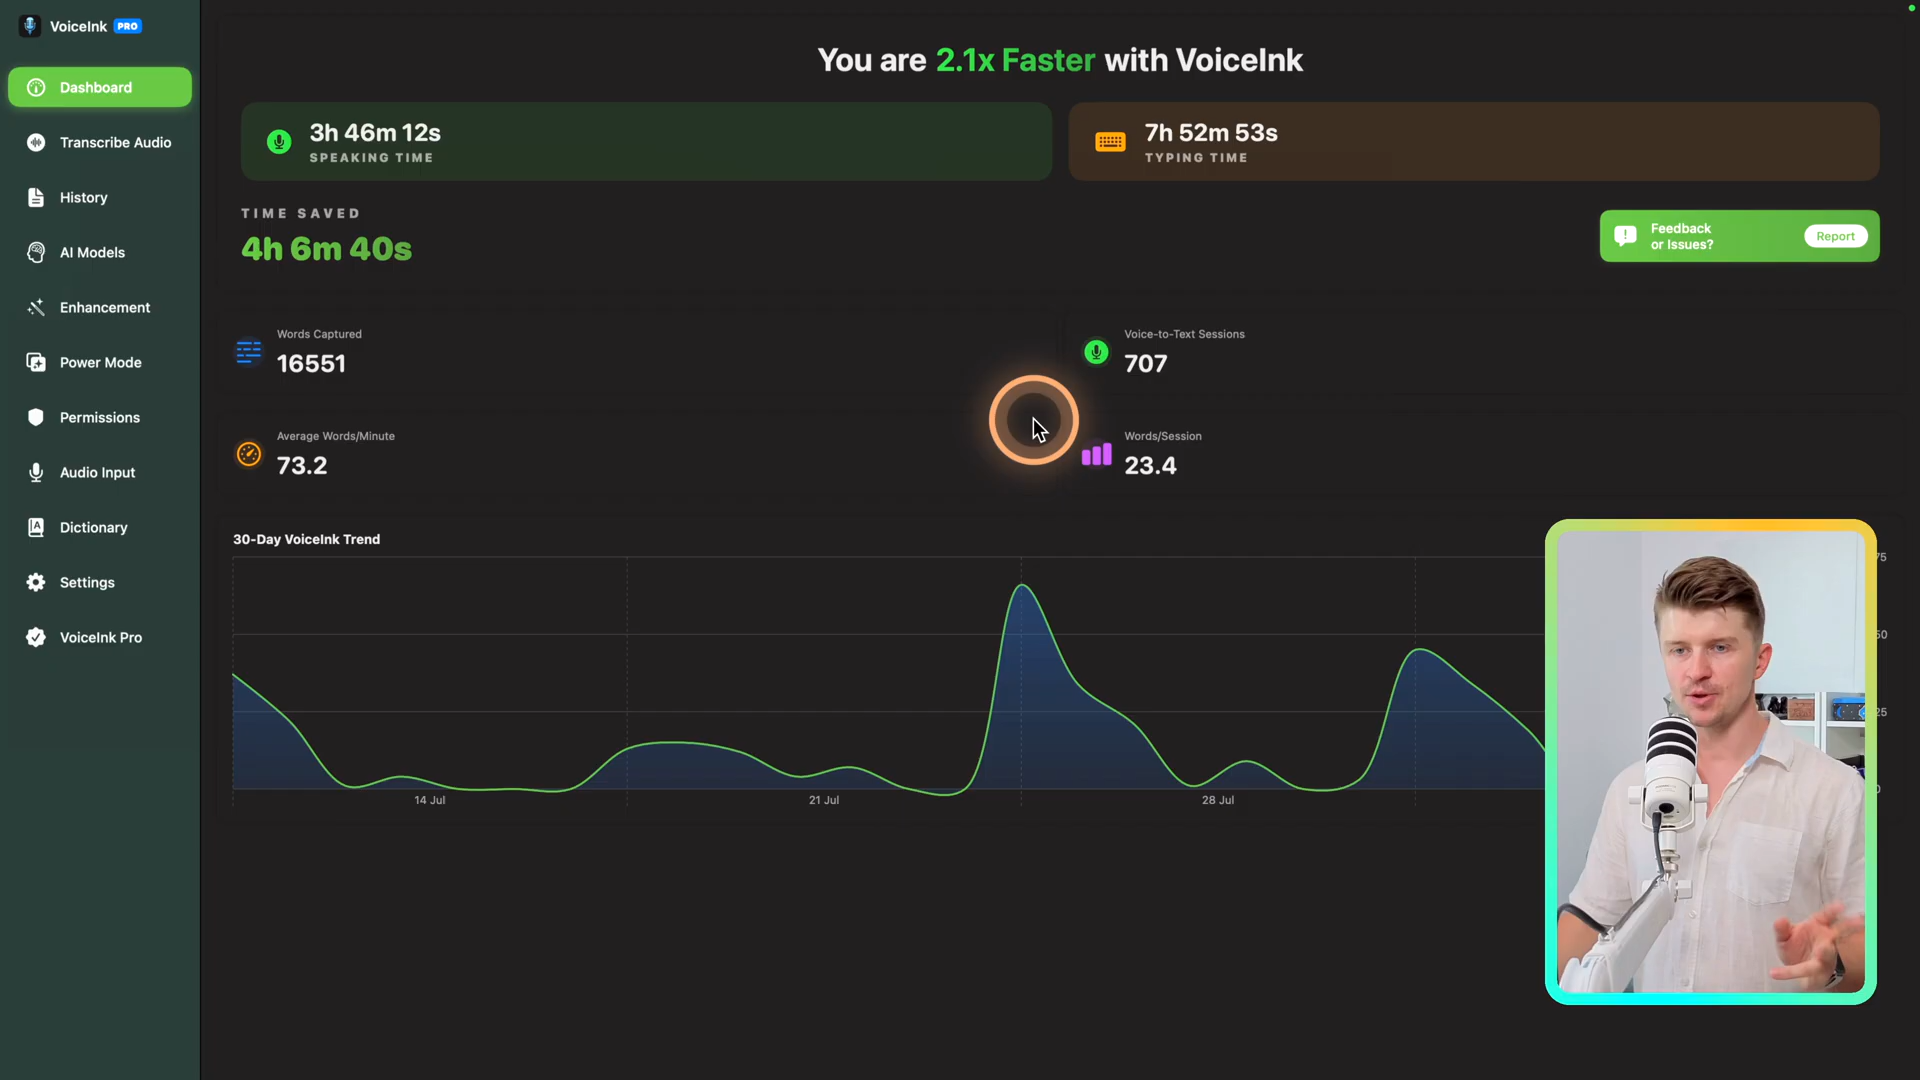 VoiceInk PRO
Dashboard
Transcribe Audio
History
AI Models
Enhancement
Power Mode
Permissions
Audio Input
Dictionary
Settings
VoiceInk Pro
You are 2.1x Faster with VoiceInk
3h 46m 12s
SPEAKING TIME
7h 52m 53s
TYPING TIME
TIME SAVED
4h 6m 40s
Feedback
or Issues?
Report
Words Captured
16551
Voice-to-Text Sessions
707
Average Words/Minute
73.2
Words/Session
23.4
30-Day VoiceInk Trend
14 Jul
21 Jul
28 Jul